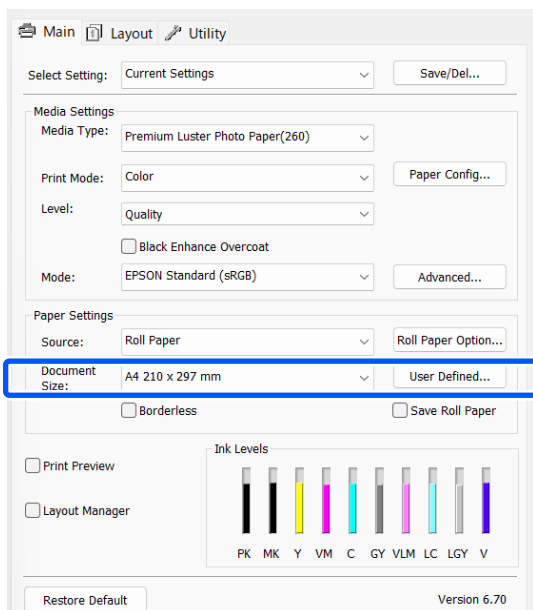 Main Layout Utility
Select Setting: Current Settings Save/Del...
Media Settings
Media Type: Premium Luster Photo Paper(260)
Print Mode: Color Paper Config...
Level: Quality
Black Enhance Overcoat
Mode: EPSON Standard (sRGB) Advanced...
Paper Settings
Source: Roll Paper Roll Paper Option...
Document
Size: A4 210 x 297 mm User Defined...
Borderless Save Roll Paper
Ink Levels
Print Preview
Layout Manager
PK MK Y VM C GY VLM LC LGY V
Restore Default Version 6.70